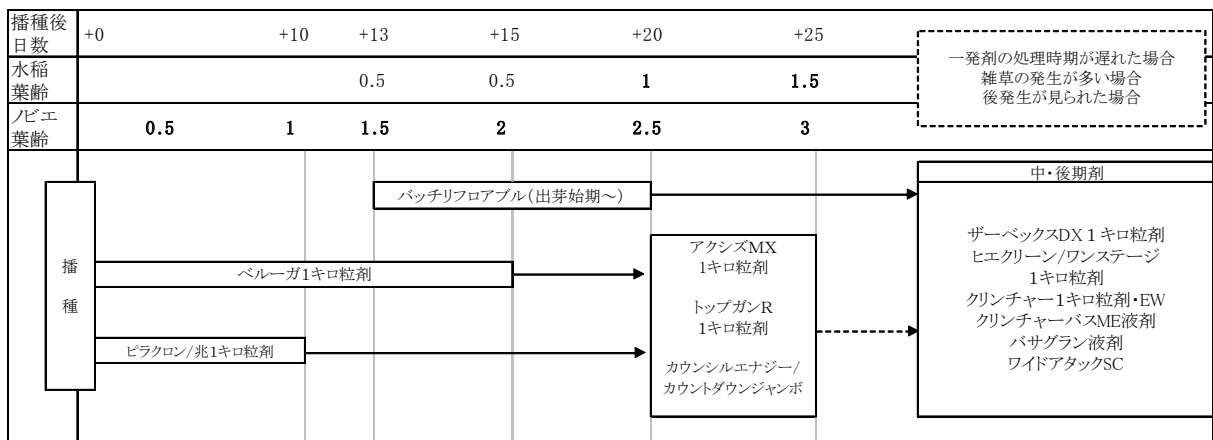 播種後
日数
+0 +10 +13 +15 +20 +25
水稲
葉齢
0.5 0.5 1 1.5
ノビエ
葉齢
0.5 1 1.5 2 2.5 3
一発剤の処理時期が遅れた場合
雑草の発生が多い場合
後発生が見られた場合
播
種
バッチリフロアブル(出芽始期~)
ベルーガ1キロ粒剤
ピラクロン/兆1キロ粒剤
アクシズMX
1キロ粒剤
トップガンR
1キロ粒剤
カウンシルエナジー/
カウントダウンジャンボ
中・後期剤
ザーベックスDX1キロ粒剤
ヒエクリーン/ワンステージ
1キロ粒剤
クリンチャー1キロ粒剤・EW
クリンチャーバスME液剤
バサグラン液剤
ワイドアタックSC